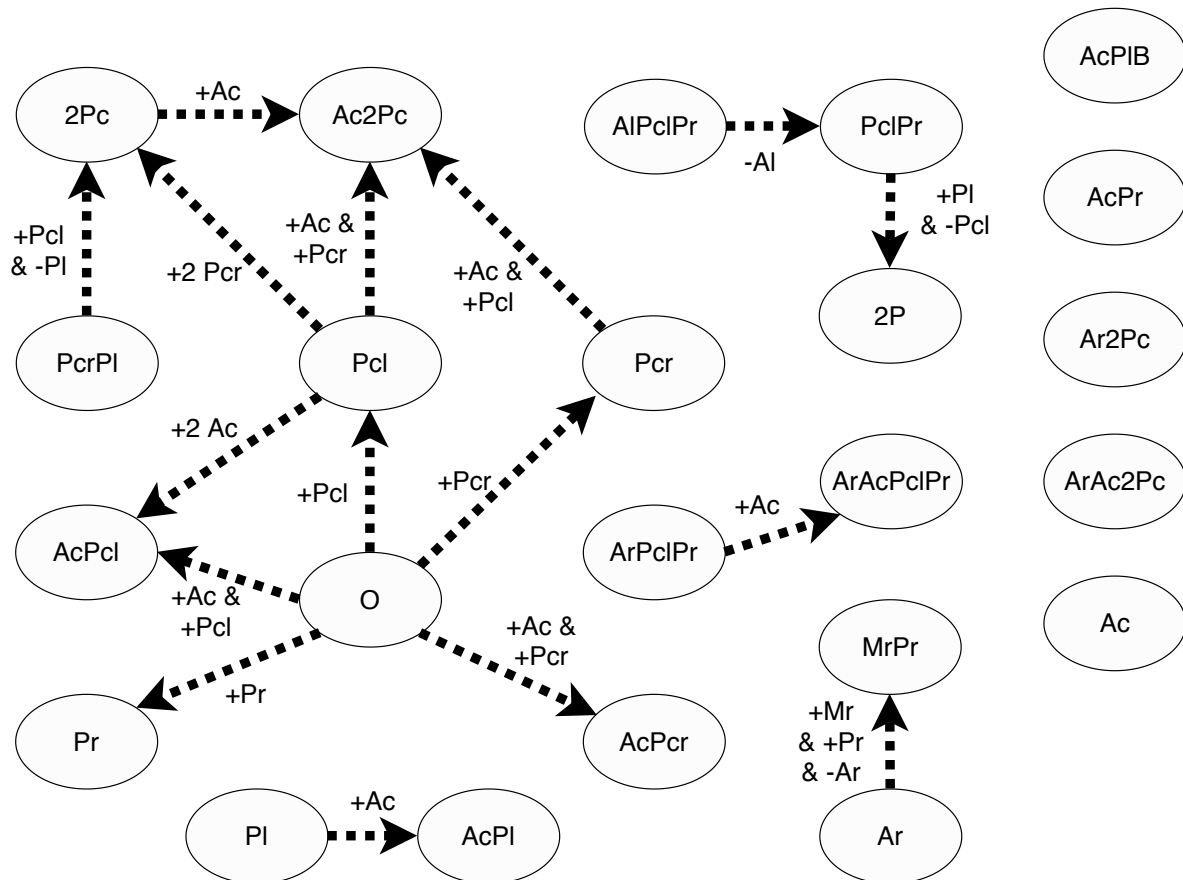 AcPlB
2Pc
+Ac
Ac2Pc
AlPclPr
-Al
PclPr
AcPr
+Pcl
& -Pl
+2 Pcr
+Ac &
+Pcr
+Ac &
+Pcl
+Pl
& -Pcl
2P
Ar2Pc
PcrPl
Pcl
Pcr
+2 Ac
+Pcl
+Pcr
ArPclPr
+Ac
ArAcPclPr
ArAc2Pc
AcPcl
+Ac &
+Pcl
O
+Ac &
+Pcr
MrPr
Ac
+Pr
Pr
AcPcr
+Mr
& +Pr
& -Ar
Pl
+Ac
AcPl
Ar